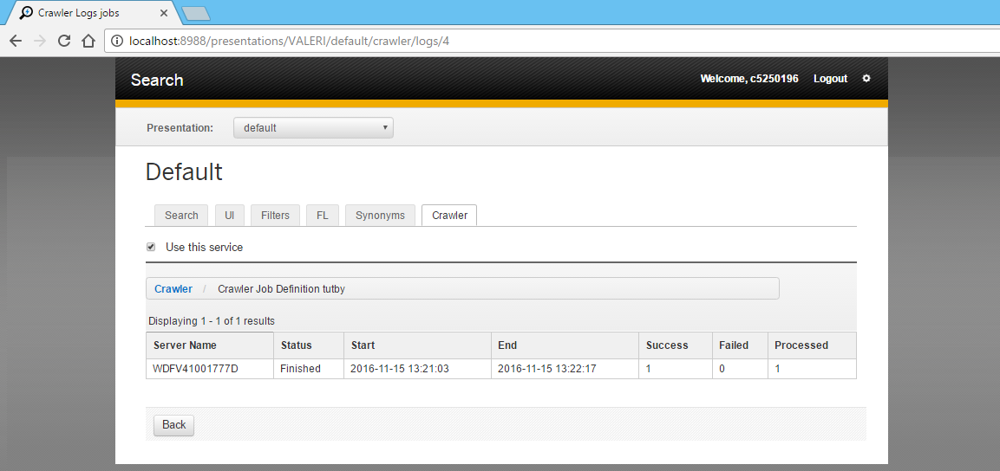 Crawler Logs jobs
localhost:8988/presentations/VALERI/default/crawler/logs/4
Search Welcome, c5250196 Logout
Presentation: default
Default
Search UI Filters FL Synonyms Crawler
Use this service
Crawler / Crawler Job Definition tutby
Displaying 1 - 1 of 1 results
Server Name Status Start End Success Failed Processed
WDFV41001777D Finished 2016-11-15 13:21:03 2016-11-15 13:22:17 1 0 1
Back